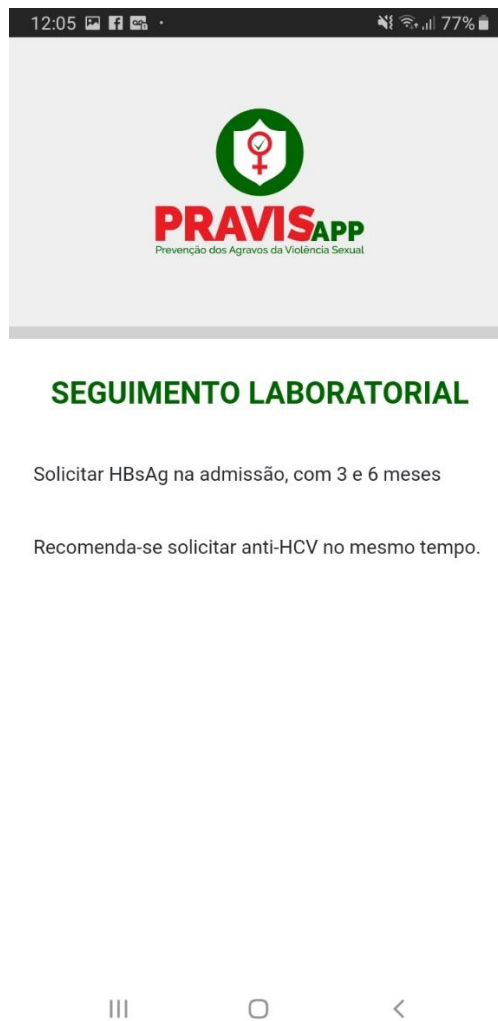 12:05
77%
PRAVISAPP
Prevenção dos Agravos da Violência Sexual
SEGUIMENTO LABORATORIAL
Solicitar HBsAg na admissão, com 3 e 6 meses
Recomenda-se solicitar anti-HCV no mesmo tempo.